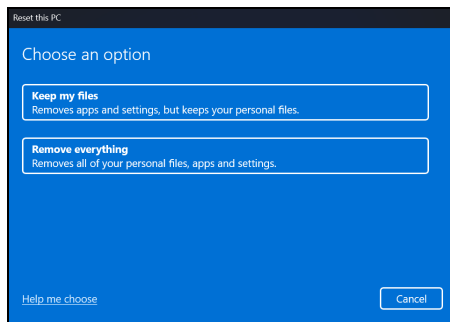 Reset this PC
Choose an option
Keep my files
Removes apps and settings, but keeps your personal files.
Remove everything
Removes all of your personal files, apps and settings.
Help me choose
Cancel